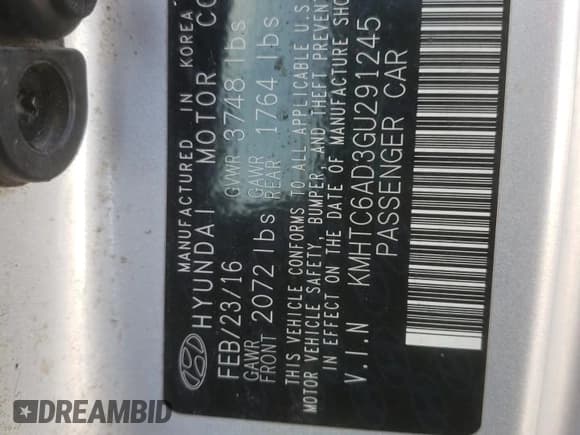 MANUFACTURED IN KOREA
HYUNDAI MOTOR CO
FEB/23/16 GVWR 3748 lbs
GAWR FRONT 2072 lbs GAWR REAR 1764 lbs
THIS VEHICLE CONFORMS TO ALL APPLICABLE U.S.
MOTOR VEHICLE SAFETY, BUMPER, AND THEFT PREVENT
IN EFFECT ON THE DATE OF MANUFACTURE SHO
V.I.N KMHTC6AD3GU291245
PASSENGER CAR
DREAMBID